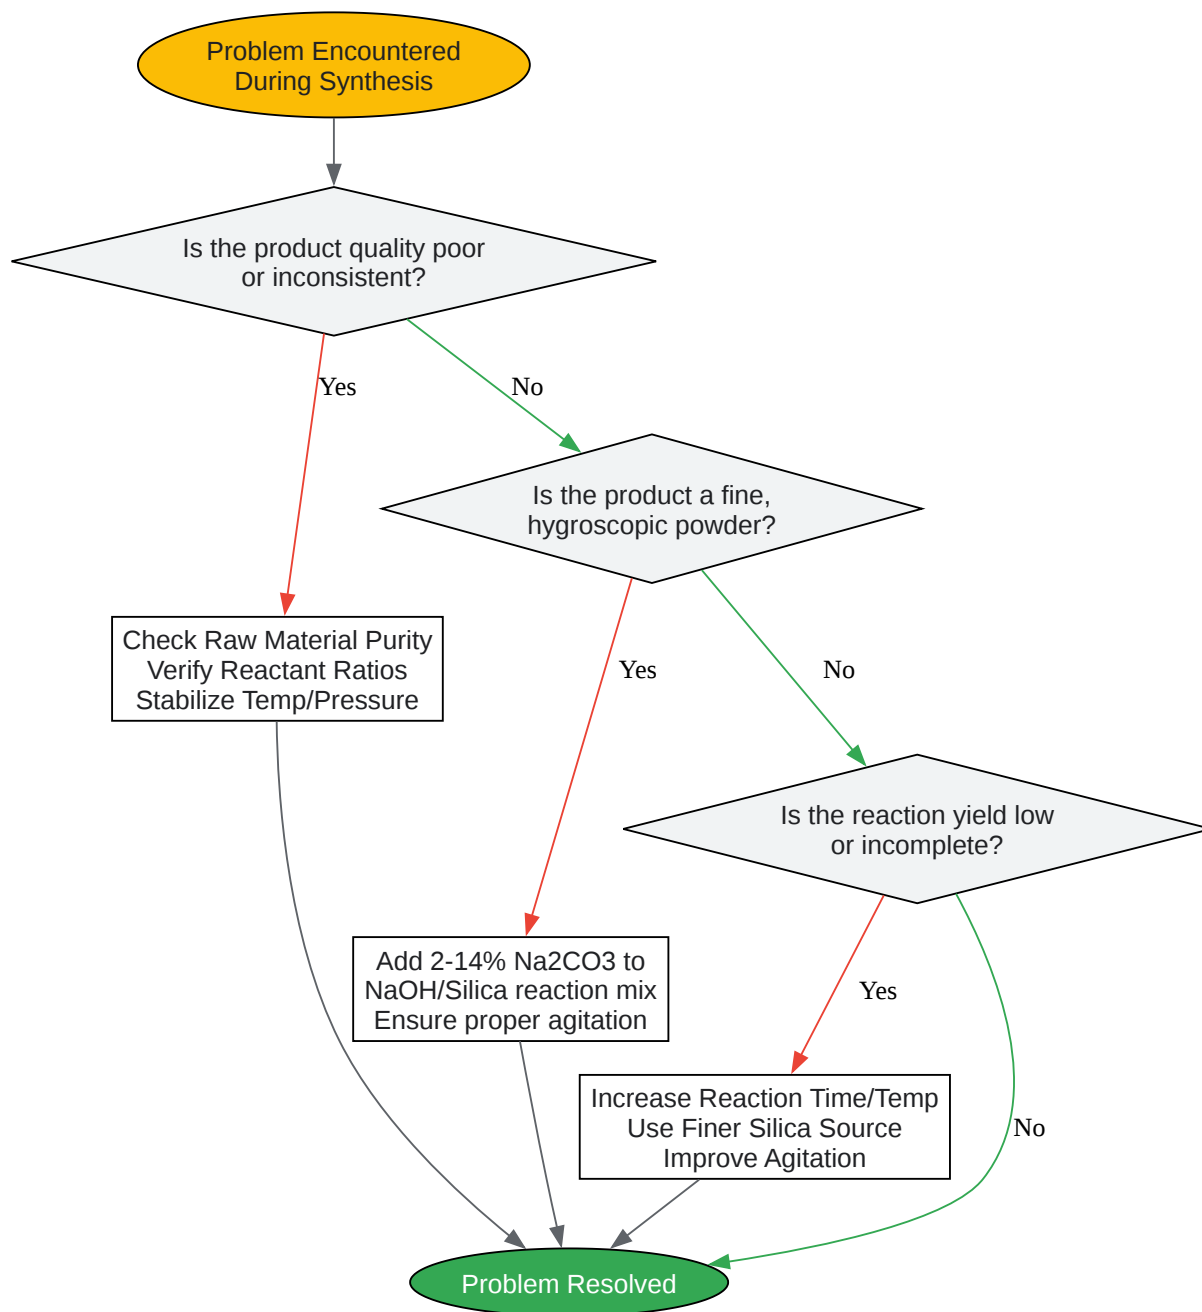 Problem Encountered
During Synthesis
Is the product quality poor
or inconsistent?
Yes
No
Is the product a fine,
hygroscopic powder?
Check Raw Material Purity
Verify Reactant Ratios
Stabilize Temp/Pressure
Yes
No
Is the reaction yield low
or incomplete?
Add 2-14% Na2CO3 to
NaOH/Silica reaction mix
Ensure proper agitation
Yes
No
Increase Reaction Time/Temp
Use Finer Silica Source
Improve Agitation
Problem Resolved